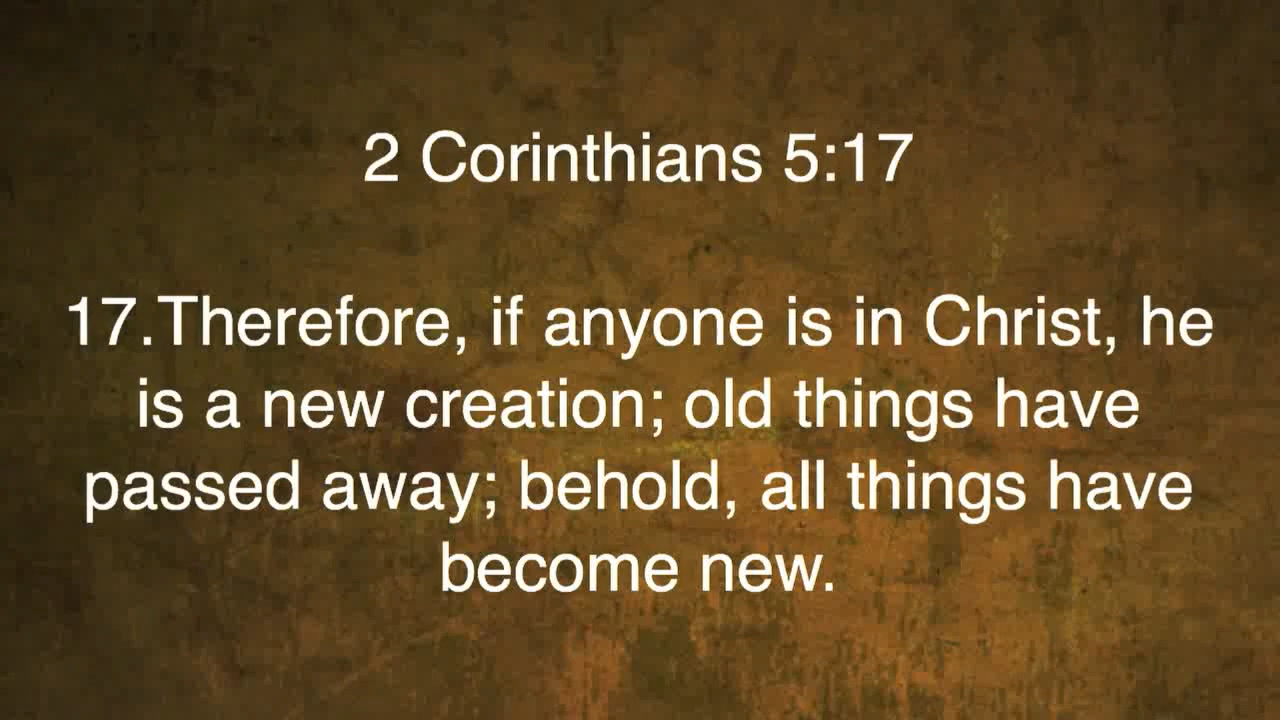 2 Corinthians 5:17
17.Therefore, if anyone is in Christ, he
is a new creation; old things have
passed away; behold, all things have
become new.